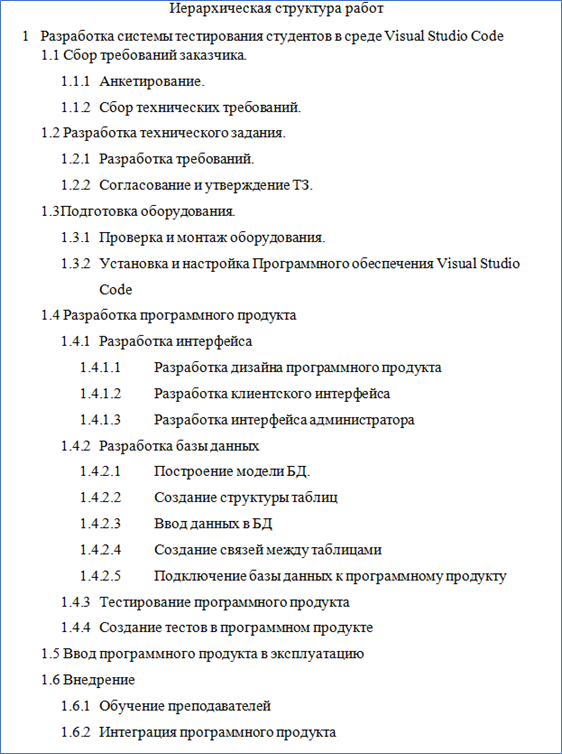 Иерархическая структура работ
1 Разработка системы тестирования студентов в среде Visual Studio Code
1.1 Сбор требований заказчика.
1.1.1 Анкетирование.
1.1.2 Сбор технических требований.
1.2 Разработка технического задания.
1.2.1 Разработка требований.
1.2.2 Согласование и утверждение ТЗ.
1.3Подготовка оборудования.
1.3.1 Проверка и монтаж оборудования.
1.3.2 Установка и настройка Программного обеспечения Visual Studio
Code
1.4 Разработка программного продукта
1.4.1 Разработка интерфейса
1.4.1.1 Разработка дизайна программного продукта
1.4.1.2 Разработка клиентского интерфейса
1.4.1.3 Разработка интерфейса администратора
1.4.2 Разработка базы данных
1.4.2.1 Построение модели БД.
1.4.2.2 Создание структуры таблиц
1.4.2.3 Ввод данных в БД
1.4.2.4 Создание связей между таблицами
1.4.2.5 Подключение базы данных к программному продукту
1.4.3 Тестирование программного продукта
1.4.4 Создание тестов в программном продукте
1.5 Ввод программного продукта в эксплуатацию
1.6 Внедрение
1.6.1 Обучение преподавателей
1.6.2 Интеграция программного продукта